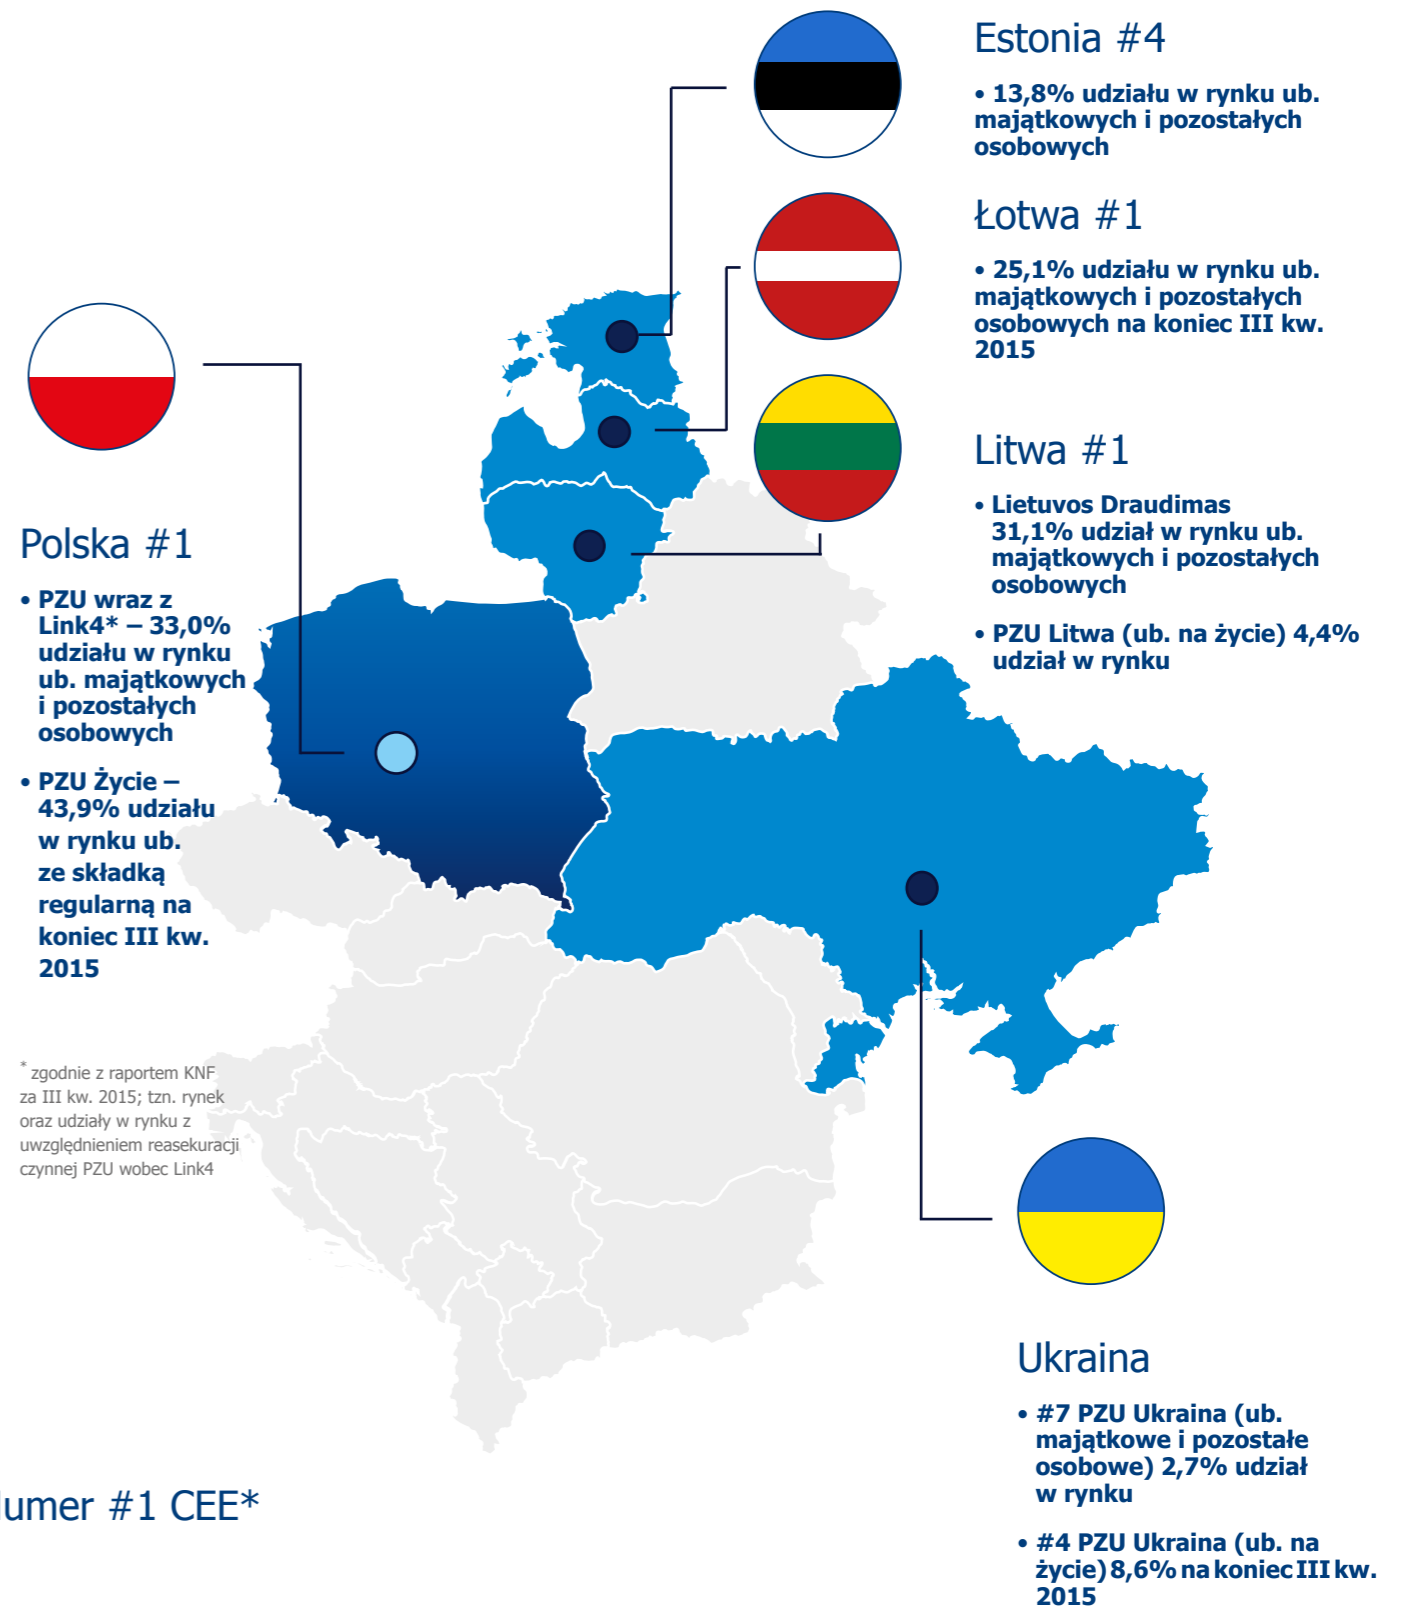 Estonia #4
• 13,8% udziału w rynku ub.
majątkowych i pozostałych
osobowych
Łotwa #1
• 25,1% udziału w rynku ub.
majątkowych i pozostałych
osobowych na koniec III kw.
2015
Litwa #1
• Lietuvos Draudimas
31,1% udział w rynku ub.
majątkowych i pozostałych
osobowych
• PZU Litwa (ub. na życie) 4,4%
udział w rynku
Polska #1
• PZU wraz z
Link4* – 33,0%
udziału w rynku
ub. majątkowych
i pozostałych
osobowych
• PZU Życie –
43,9% udziału
w rynku ub.
ze składką
regularną na
koniec III kw.
2015
* zgodnie z raportem KNF
za III kw. 2015; tzn. rynek
oraz udziały w rynku z
uwzględnieniem reasekuracji
czynnej PZU wobec Link4
Ukraina
• #7 PZU Ukraina (ub.
majątkowe i pozostałe
osobowe) 2,7% udział
w rynku
• #4 PZU Ukraina (ub. na
życie) 8,6% na koniec III kw.
2015
umer #1 CEE*